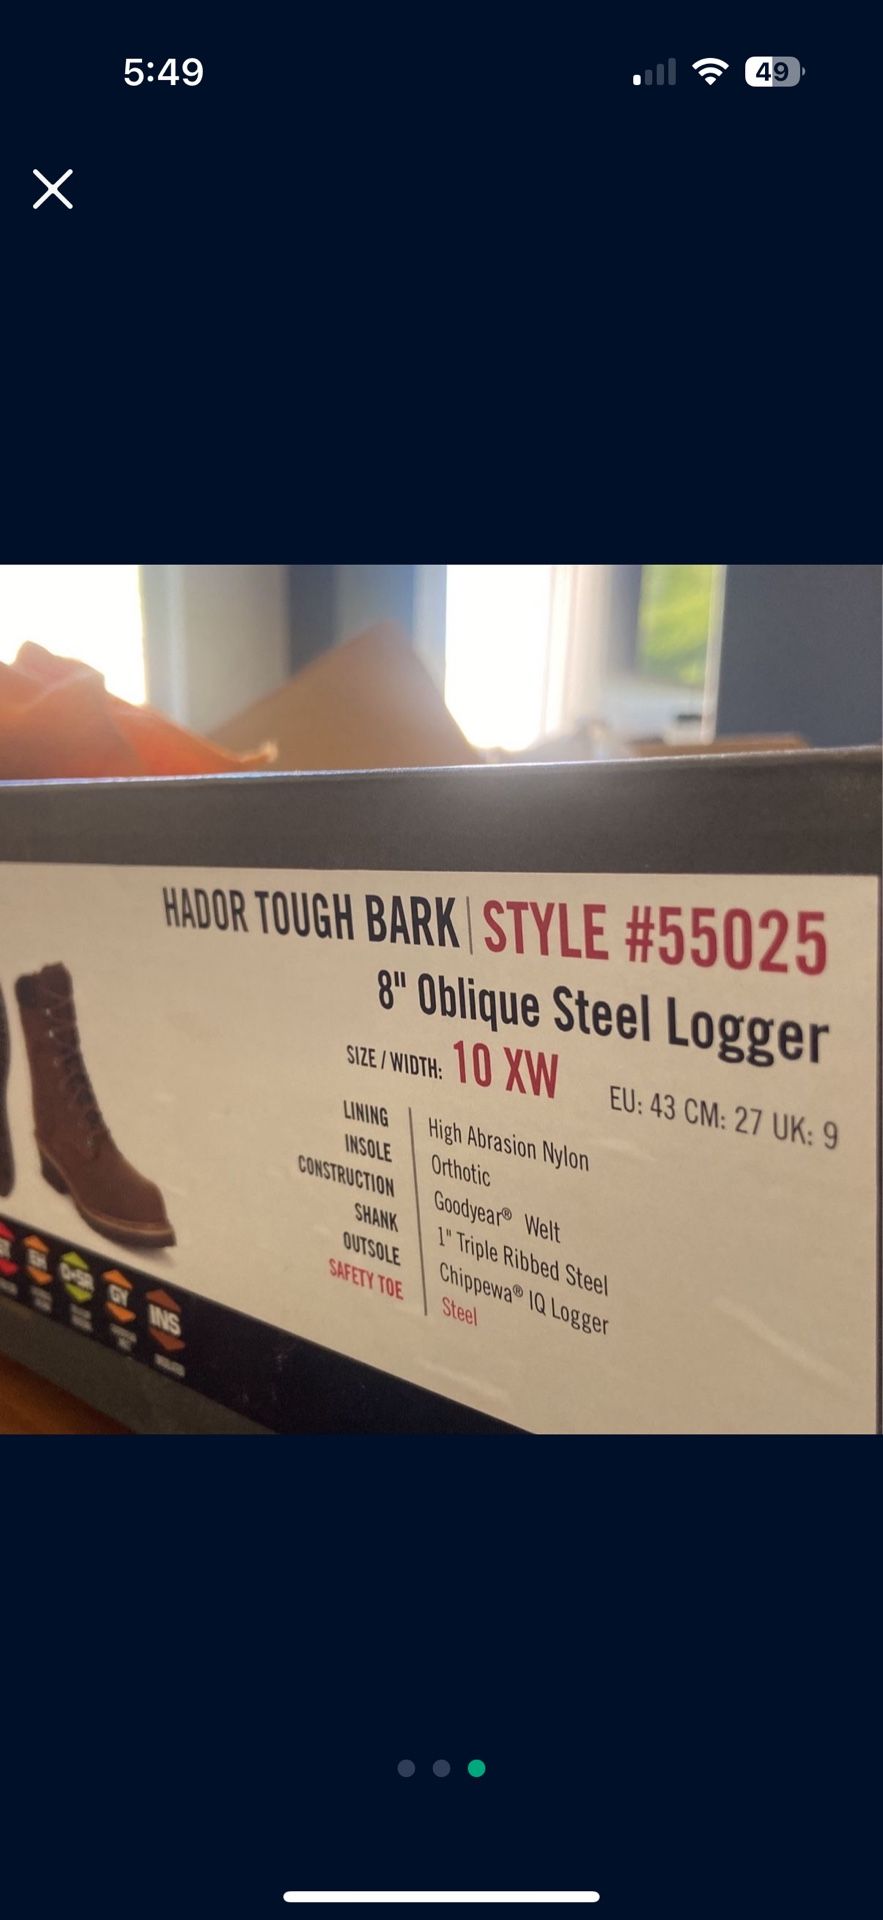 5:49
49
HADOR TOUGH BARK | STYLE #55025
8" Oblique Steel Logger
SIZE / WIDTH: 10 XW EU: 43 CM: 27 UK: 9
LINING High Abrasion Nylon
INSOLE Orthotic
CONSTRUCTION Goodyear® Welt
SHANK 1" Triple Ribbed Steel
OUTSOLE Chippewa® IQ Logger
SAFETY TOE Steel
EH
INS